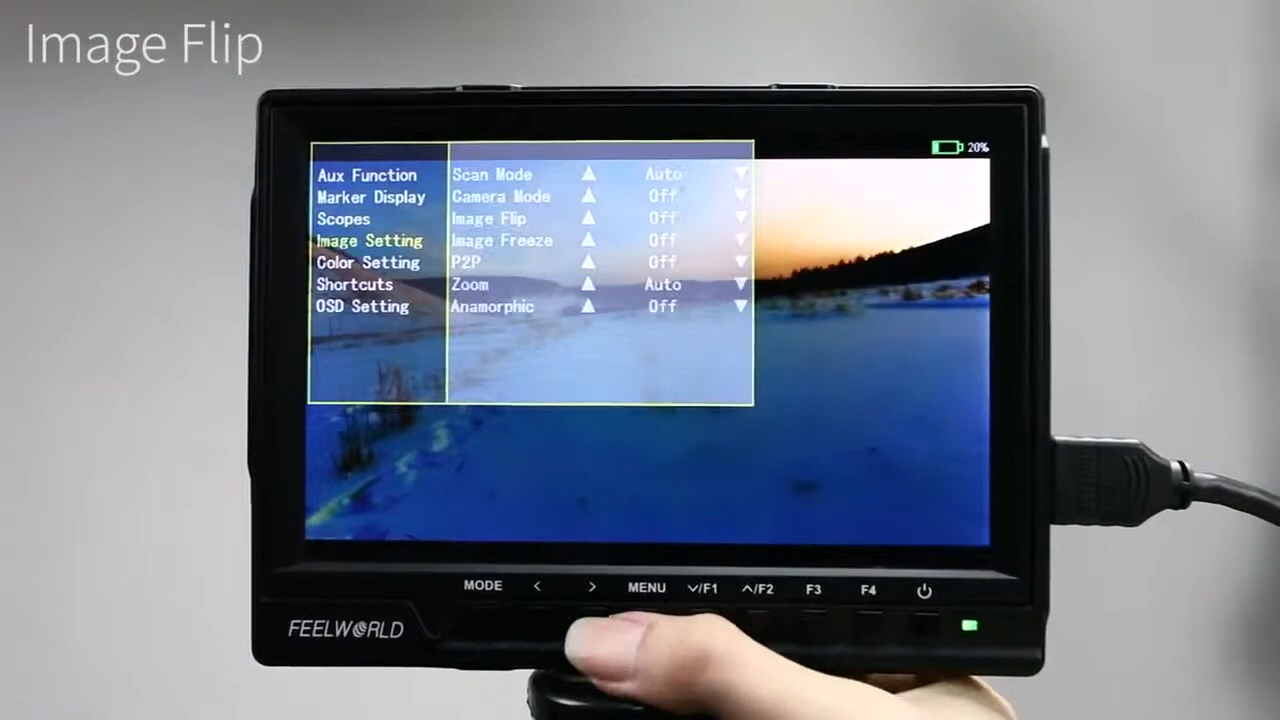 Image Flip
20%
Aux Function Scan Mode ▲ Auto ▼
Marker Display Camera Mode ▲ Off ▼
Scopes Image Flip ▲ Off ▼
Image Setting Image Freeze ▲ Off ▼
Color Setting P2P ▲ Off ▼
Shortcuts Zoom ▲ Auto ▼
OSD Setting Anamorphic ▲ Off ▼
MODE < > MENU ∨/F1 ∧/F2 F3 F4
FEELWORLD